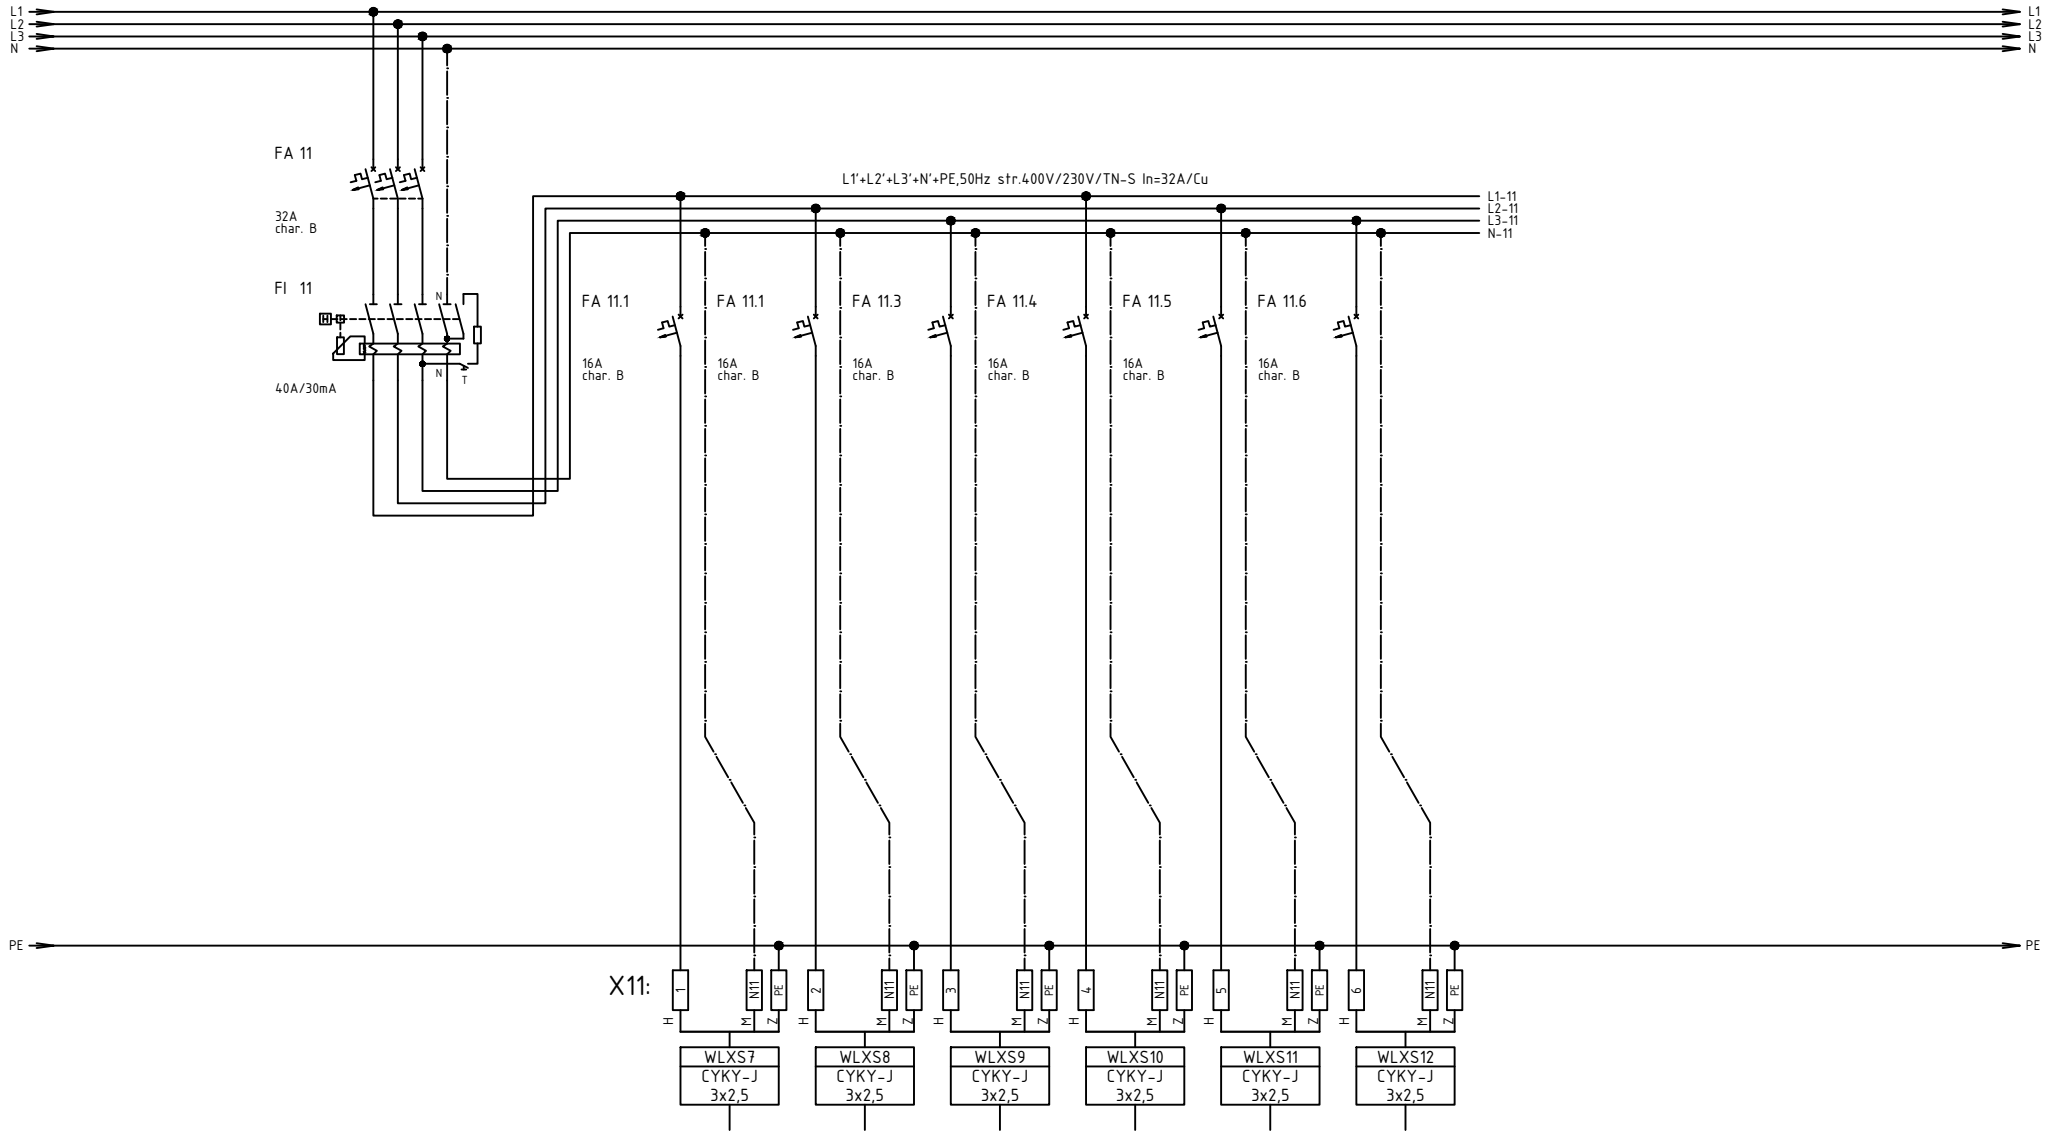 L1
L1
L2
L2
L3
L3
N
N
FA 11
32A
char. B
FI 11
40A/30mA
N
N
T
L1'+L2'+L3'+N'+PE,50Hz str.400V/230V/TN-S In=32A/Cu
L1-11
L2-11
L3-11
N-11
FA 11.1
16A
char. B
FA 11.1
16A
char. B
FA 11.3
16A
char. B
FA 11.4
16A
char. B
FA 11.5
16A
char. B
FA 11.6
16A
char. B
PE
PE
X11:
1
N11
PE
2
N11
PE
3
N11
PE
4
N11
PE
5
N11
PE
6
N11
PE
H
M
Z
H
M
Z
H
M
Z
H
M
Z
H
M
Z
H
M
Z
WLXS7
CYKY-J
3x2,5
WLXS8
CYKY-J
3x2,5
WLXS9
CYKY-J
3x2,5
WLXS10
CYKY-J
3x2,5
WLXS11
CYKY-J
3x2,5
WLXS12
CYKY-J
3x2,5